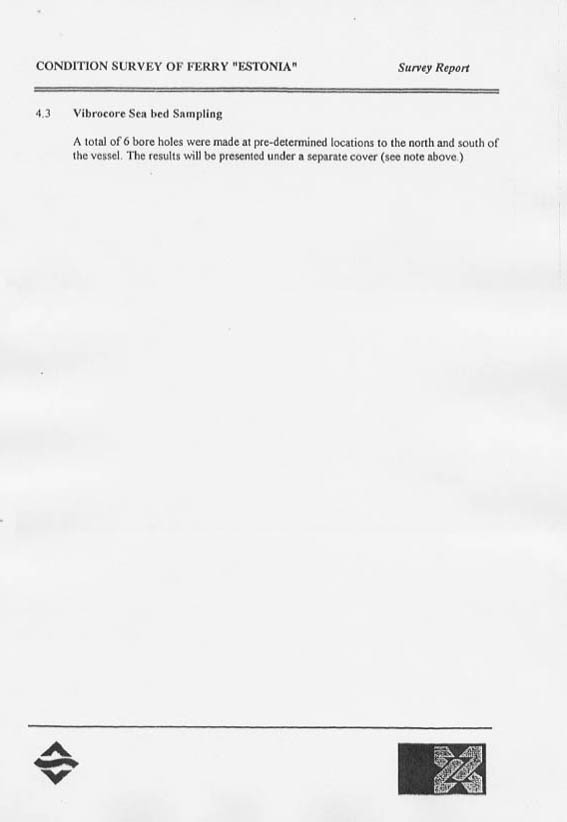 CONDITION SURVEY OF FERRY "ESTONIA" Survey Report
4.3 Vibrocore Sea bed Sampling
A total of 6 bore holes were made at pre-determined locations to the north and south of
the vessel. The results will be presented under a separate cover (see note above.)